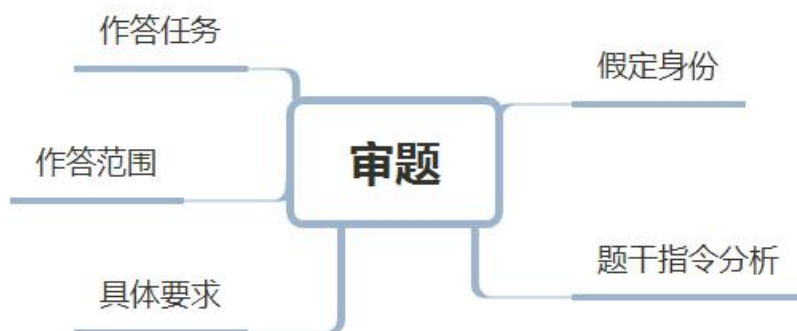 作答任务
假定身份
审题
作答范围
题干指令分析
具体要求